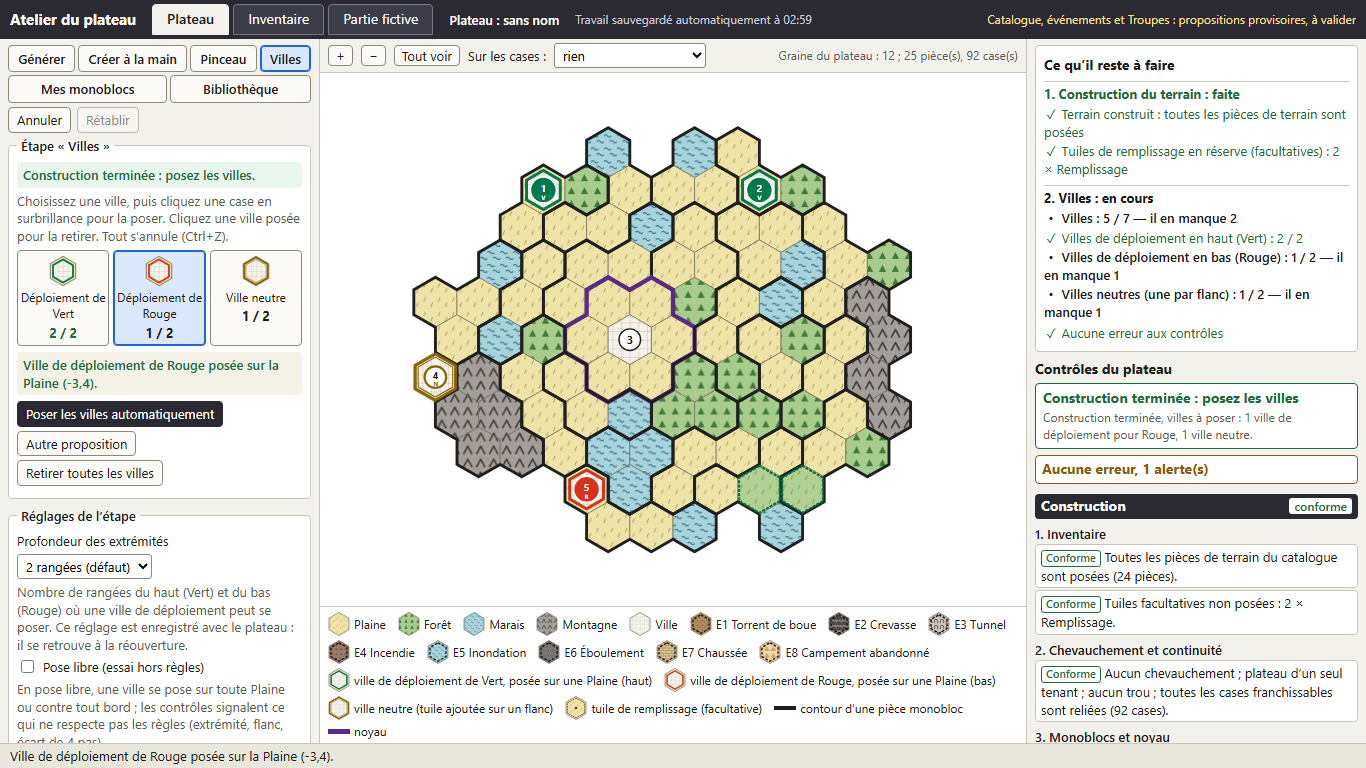 Atelier du plateau
Plateau
Inventaire
Partie fictive
Plateau : sans nom
Travail sauvegardé automatiquement à 02:59
Catalogue, événements et Troupes : propositions provisoires, à valider
Générer
Créer à la main
Pinceau
Villes
Mes monoblocs
Bibliothèque
Annuler
Rétablir
Étape « Villes »
Construction terminée : posez les villes.
Choisissez une ville, puis cliquez une case en
surbrillance pour la poser. Cliquez une ville posée
pour la retirer. Tout s'annule (Ctrl+Z).
Déploiement de
Vert
2 / 2
Déploiement de
Rouge
1 / 2
Ville neutre
1 / 2
Ville de déploiement de Rouge posée sur la
Plaine (-3,4).
Poser les villes automatiquement
Autre proposition
Retirer toutes les villes
Réglages de l'étape
Profondeur des extrémités
2 rangées (défaut)
Nombre de rangées du haut (Vert) et du bas
(Rouge) où une ville de déploiement peut se
poser. Ce réglage est enregistré avec le plateau :
il se retrouve à la réouverture.
Pose libre (essai hors règles)
En pose libre, une ville se pose sur toute Plaine
ou contre tout bord ; les contrôles signalent ce
qui ne respecte pas les règles (extrémité, flanc,
écart de 4 pas).
+
−
Tout voir
Sur les cases :
rien
Graine du plateau : 12 ; 25 pièce(s), 92 case(s)
1
V
2
V
3
4
N
5
R
Plaine
Forêt
Marais
Montagne
Ville
E1 Torrent de boue
E2 Crevasse
E3 Tunnel
E4 Incendie
E5 Inondation
E6 Éboulement
E7 Chaussée
E8 Campement abandonné
ville de déploiement de Vert, posée sur une Plaine (haut)
ville de déploiement de Rouge, posée sur une Plaine (bas)
ville neutre (tuile ajoutée sur un flanc)
tuile de remplissage (facultative)
contour d'une pièce monobloc
noyau
Ce qu'il reste à faire
1. Construction du terrain : faite
✓ Terrain construit : toutes les pièces de terrain sont
posées
✓ Tuiles de remplissage en réserve (facultatives) : 2
× Remplissage
2. Villes : en cours
• Villes : 5 / 7 — il en manque 2
✓ Villes de déploiement en haut (Vert) : 2 / 2
• Villes de déploiement en bas (Rouge) : 1 / 2 — il
en manque 1
• Villes neutres (une par flanc) : 1 / 2 — il en
manque 1
✓ Aucune erreur aux contrôles
Contrôles du plateau
Construction terminée : posez les villes
Construction terminée, villes à poser : 1 ville de
déploiement pour Rouge, 1 ville neutre.
Aucune erreur, 1 alerte(s)
Construction
conforme
1. Inventaire
Conforme Toutes les pièces de terrain du catalogue
sont posées (24 pièces).
Conforme Tuiles facultatives non posées : 2 ×
Remplissage.
2. Chevauchement et continuité
Conforme Aucun chevauchement ; plateau d'un seul
tenant ; aucun trou ; toutes les cases franchissables
sont reliées (92 cases).
3. Monoblocs et noyau
Ville de déploiement de Rouge posée sur la Plaine (-3,4).